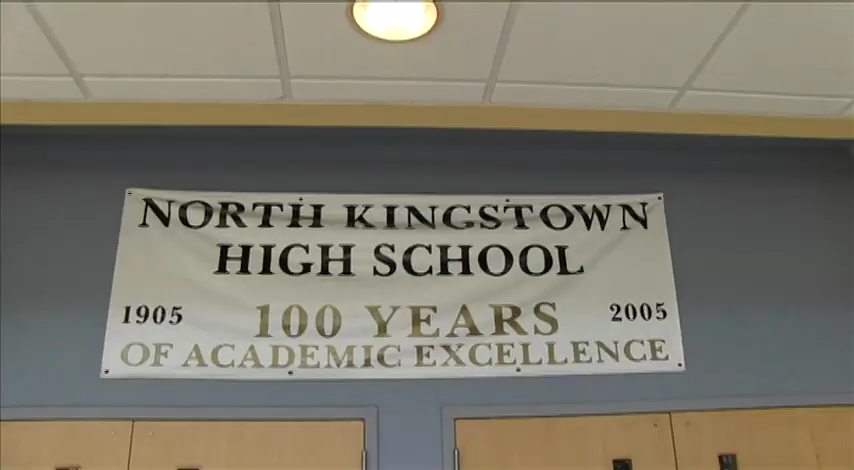 NORTH KINGSTOWN
HIGH SCHOOL
1905 100 YEARS 2005
OF ACADEMIC EXCELLENCE